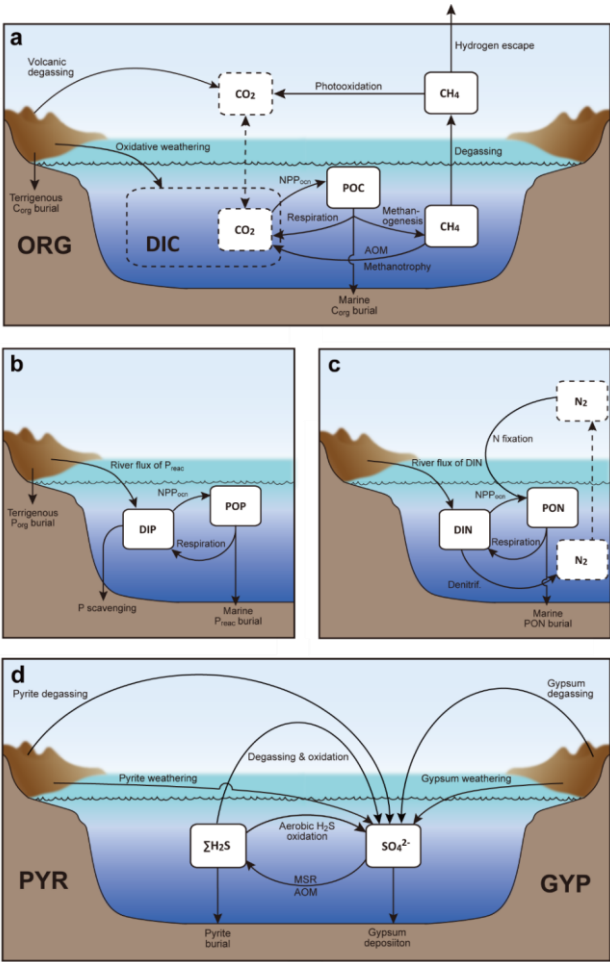 a
Hydrogen escape
Volcanic
degassing
CO₂
Photooxidation
CH₄
Oxidative weathering
Degassing
NPPocn
POC
Terrigenous
Corg burial
Respiration
Methan-
ogenesis
ORG
DIC
CO₂
CH₄
AOM
Methanotrophy
Marine
Corg burial
b
River flux of Preac
NPPocn
Terrigenous
Porg burial
DIP
POP
Respiration
P scavenging
Marine
Preac burial
c
N₂
N fixation
River flux of DIN
NPPocn
DIN
PON
Respiration
N₂
Denitrif.
Marine
PON burial
d
Pyrite degassing
Gypsum
degassing
Degassing & oxidation
Pyrite weathering
Gypsum weathering
Aerobic H₂S
oxidation
∑H₂S
SO₄²⁻
MSR
AOM
PYR
GYP
Pyrite
burial
Gypsum
deposiiton